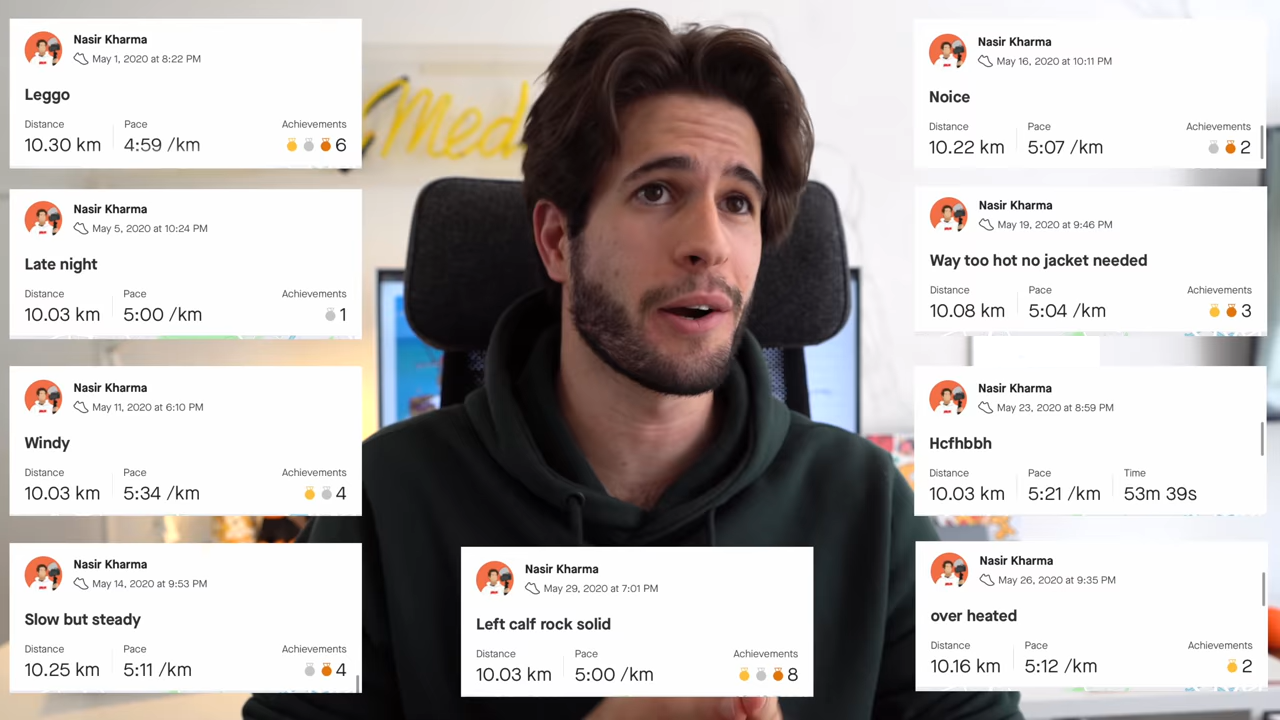 Nasir Kharma
May 1, 2020 at 8:22 PM
Leggo
Distance Pace Achievements
10.30 km 4:59 /km 6
Nasir Kharma
May 5, 2020 at 10:24 PM
Late night
Distance Pace Achievements
10.03 km 5:00 /km 1
Nasir Kharma
May 11, 2020 at 6:10 PM
Windy
Distance Pace Achievements
10.03 km 5:34 /km 4
Nasir Kharma
May 14, 2020 at 9:53 PM
Slow but steady
Distance Pace Achievements
10.25 km 5:11 /km 4
Med
Nasir Kharma
May 29, 2020 at 7:01 PM
Left calf rock solid
Distance Pace Achievements
10.03 km 5:00 /km 8
Nasir Kharma
May 16, 2020 at 10:11 PM
Noice
Distance Pace Achievements
10.22 km 5:07 /km 2
Nasir Kharma
May 19, 2020 at 9:46 PM
Way too hot no jacket needed
Distance Pace Achievements
10.08 km 5:04 /km 3
Nasir Kharma
May 23, 2020 at 8:59 PM
Hcfhbbh
Distance Pace Time
10.03 km 5:21 /km 53m 39s
Nasir Kharma
May 26, 2020 at 9:35 PM
over heated
Distance Pace Achievements
10.16 km 5:12 /km 2